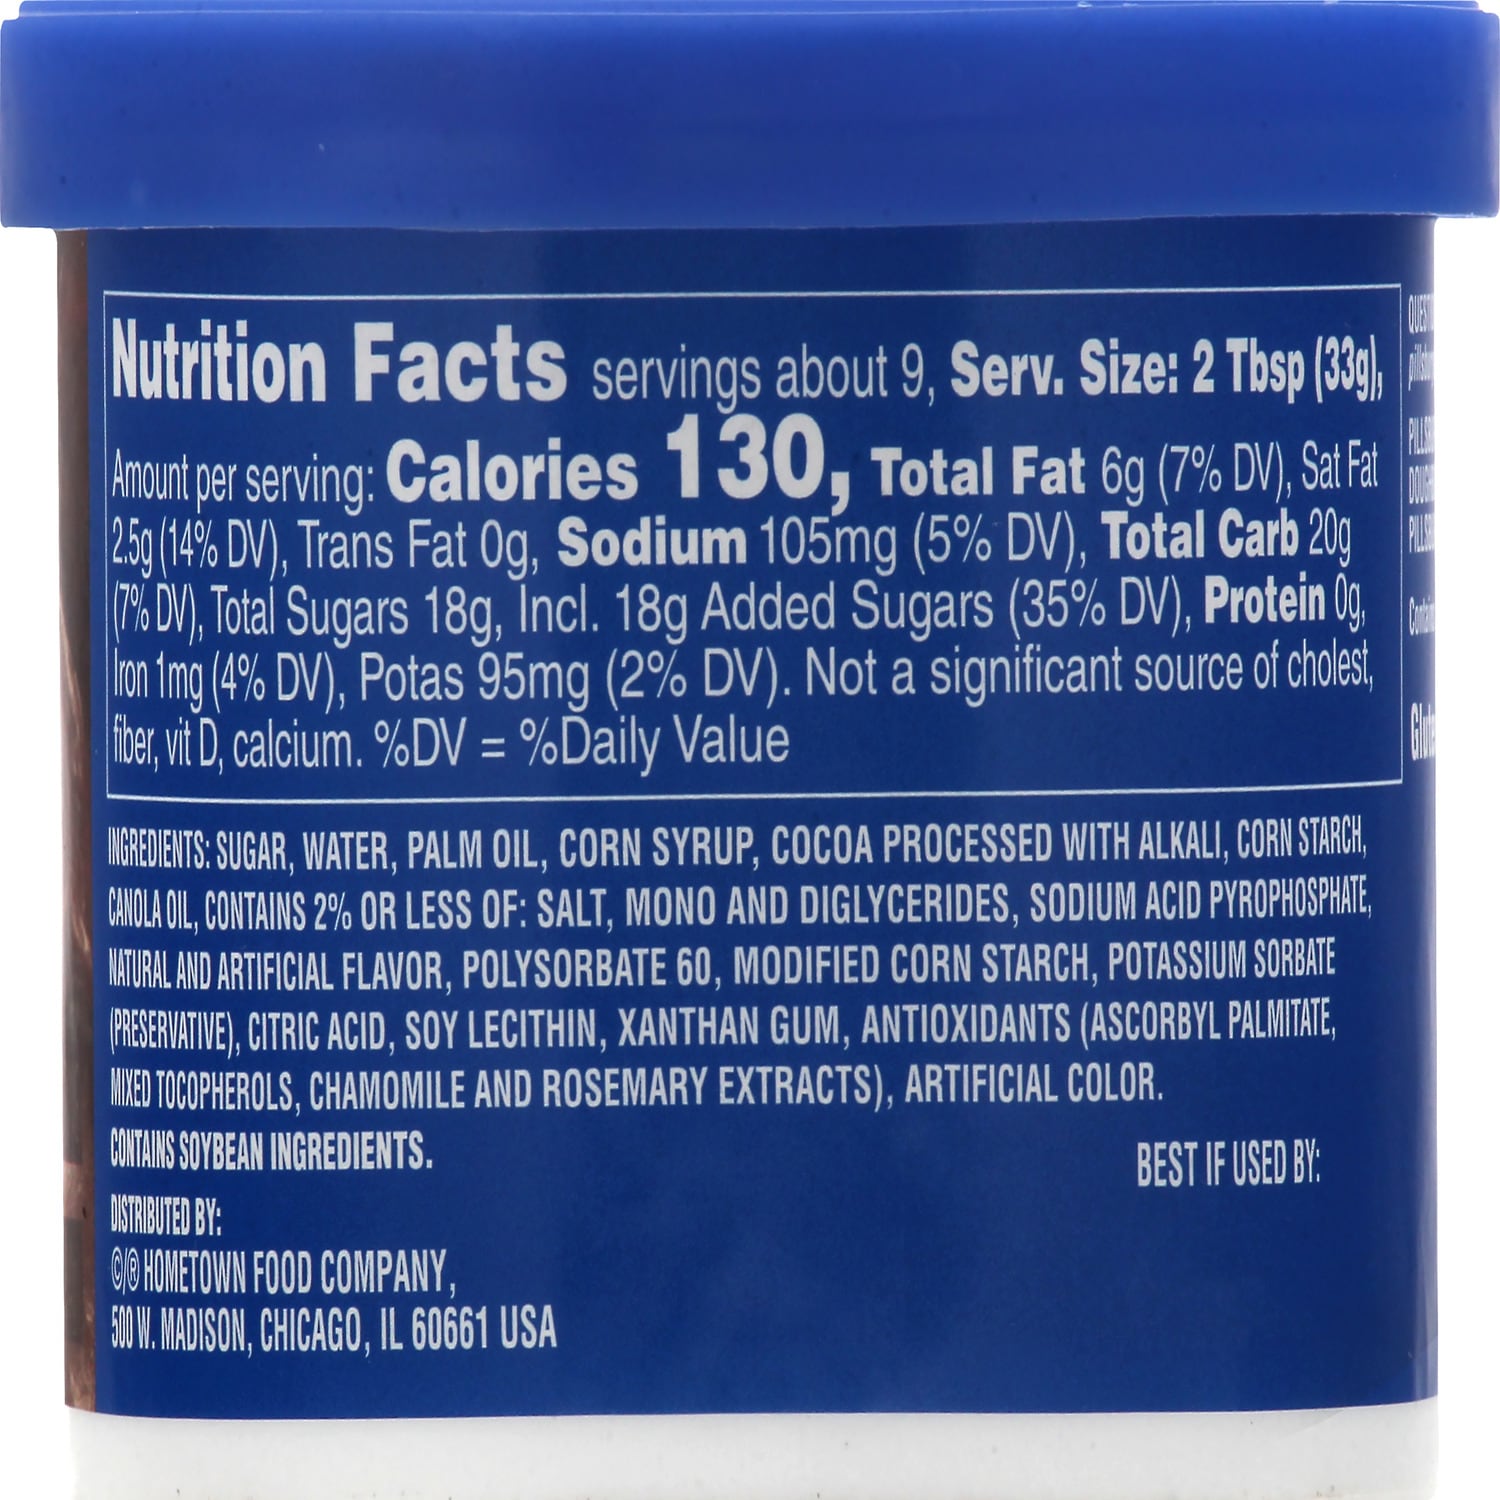 Nutrition Facts servings about 9, Serv. Size: 2 Tbsp (33g),
Amount per serving: Calories 130, Total Fat 6g (7% DV), Sat Fat
2.5g (14% DV), Trans Fat 0g, Sodium 105mg (5% DV), Total Carb 20g
(7% DV), Total Sugars 18g, Incl. 18g Added Sugars (35% DV), Protein 0g,
Iron 1mg (4% DV), Potas 95mg (2% DV). Not a significant source of cholest,
fiber, vit D, calcium. %DV = %Daily Value
INGREDIENTS: SUGAR, WATER, PALM OIL, CORN SYRUP, COCOA PROCESSED WITH ALKALI, CORN STARCH,
CANOLA OIL, CONTAINS 2% OR LESS OF: SALT, MONO AND DIGLYCERIDES, SODIUM ACID PYROPHOSPHATE,
NATURAL AND ARTIFICIAL FLAVOR, POLYSORBATE 60, MODIFIED CORN STARCH, POTASSIUM SORBATE
(PRESERVATIVE), CITRIC ACID, SOY LECITHIN, XANTHAN GUM, ANTIOXIDANTS (ASCORBYL PALMITATE,
MIXED TOCOPHEROLS, CHAMOMILE AND ROSEMARY EXTRACTS), ARTIFICIAL COLOR.
CONTAINS SOYBEAN INGREDIENTS.
BEST IF USED BY:
DISTRIBUTED BY:
©/® HOMETOWN FOOD COMPANY,
500 W. MADISON, CHICAGO, IL 60661 USA